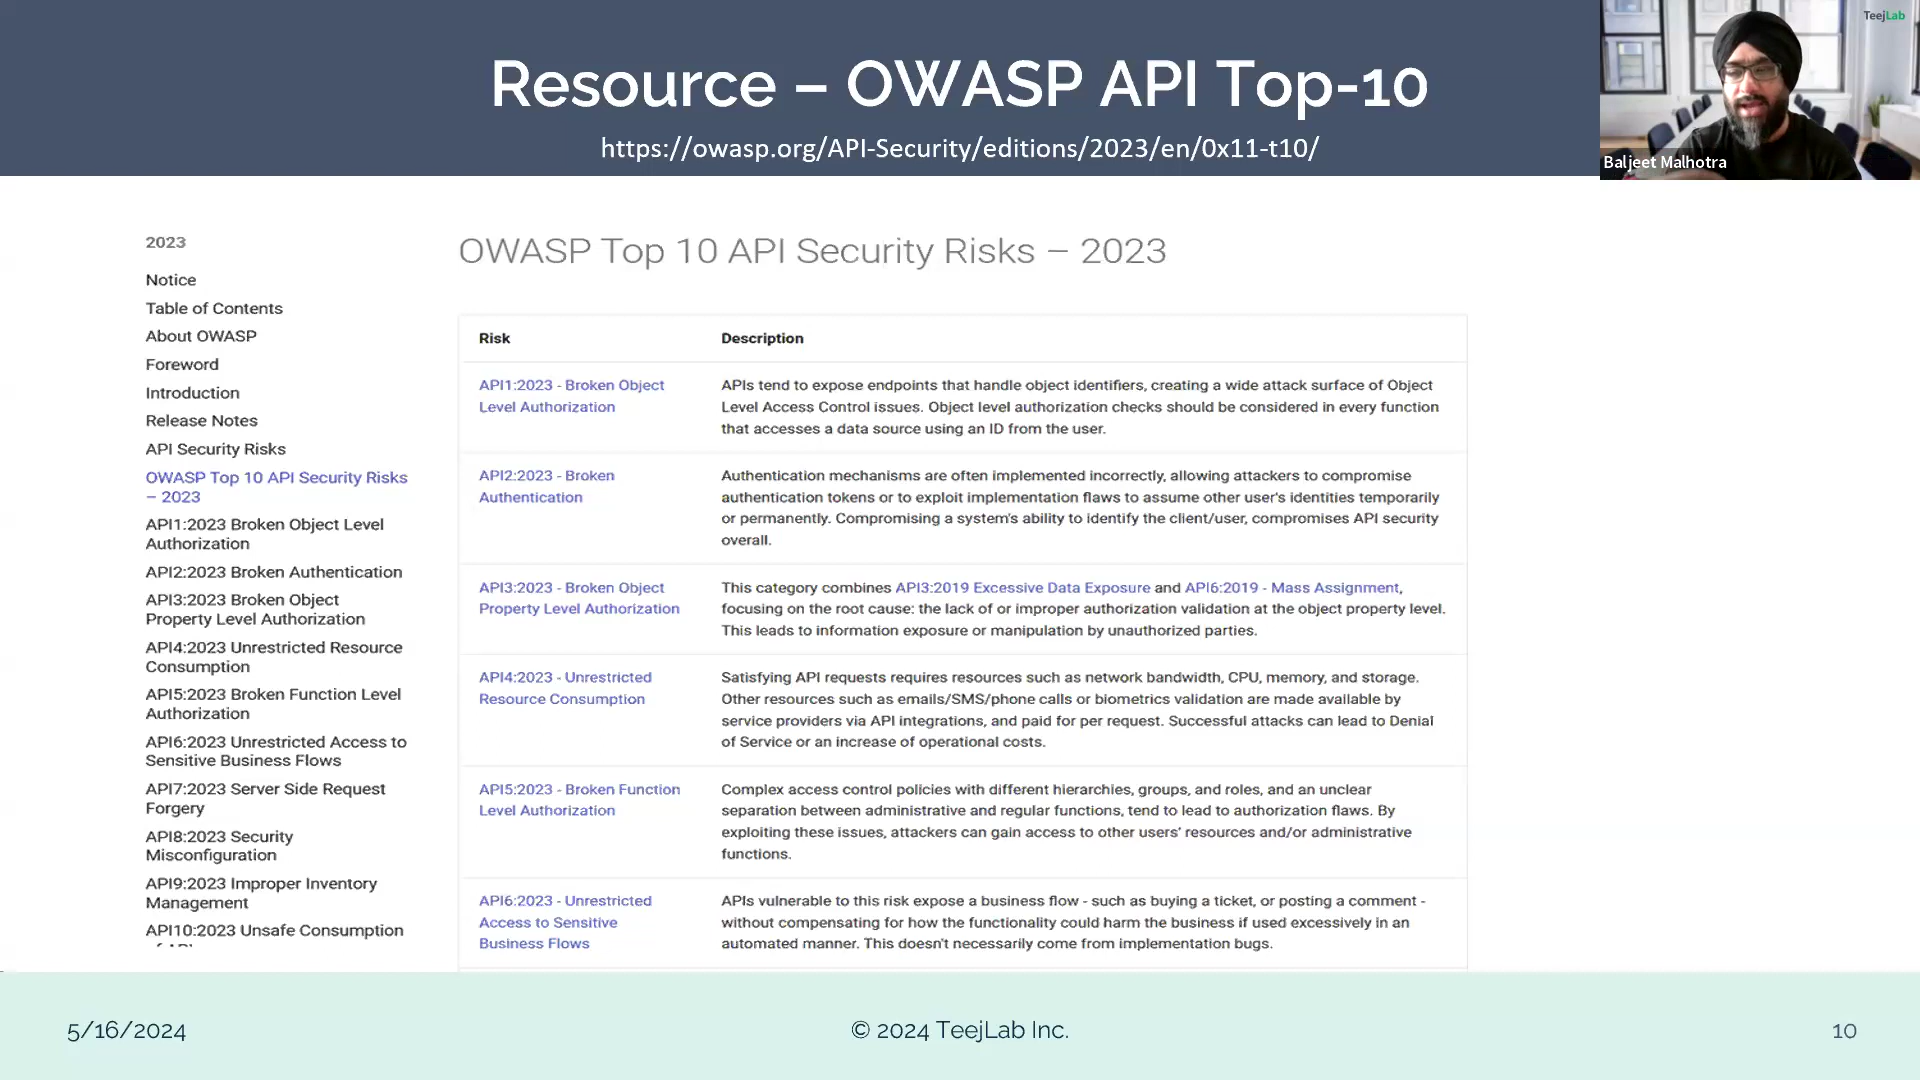 Resource – OWASP API Top-10
https://owasp.org/API-Security/editions/2023/en/0x11-t10/
TeejLab
Baljeet Malhotra
2023
Notice
Table of Contents
About OWASP
Foreword
Introduction
Release Notes
API Security Risks
OWASP Top 10 API Security Risks
– 2023
API1:2023 Broken Object Level
Authorization
API2:2023 Broken Authentication
API3:2023 Broken Object
Property Level Authorization
API4:2023 Unrestricted Resource
Consumption
API5:2023 Broken Function Level
Authorization
API6:2023 Unrestricted Access to
Sensitive Business Flows
API7:2023 Server Side Request
Forgery
API8:2023 Security
Misconfiguration
API9:2023 Improper Inventory
Management
API10:2023 Unsafe Consumption
of APIs
OWASP Top 10 API Security Risks – 2023
Risk Description
API1:2023 - Broken Object
Level Authorization
APIs tend to expose endpoints that handle object identifiers, creating a wide attack surface of Object
Level Access Control issues. Object level authorization checks should be considered in every function
that accesses a data source using an ID from the user.
API2:2023 - Broken
Authentication
Authentication mechanisms are often implemented incorrectly, allowing attackers to compromise
authentication tokens or to exploit implementation flaws to assume other user's identities temporarily
or permanently. Compromising a system's ability to identify the client/user, compromises API security
overall.
API3:2023 - Broken Object
Property Level Authorization
This category combines API3:2019 Excessive Data Exposure and API6:2019 - Mass Assignment,
focusing on the root cause: the lack of or improper authorization validation at the object property level.
This leads to information exposure or manipulation by unauthorized parties.
API4:2023 - Unrestricted
Resource Consumption
Satisfying API requests requires resources such as network bandwidth, CPU, memory, and storage.
Other resources such as emails/SMS/phone calls or biometrics validation are made available by
service providers via API integrations, and paid for per request. Successful attacks can lead to Denial
of Service or an increase of operational costs.
API5:2023 - Broken Function
Level Authorization
Complex access control policies with different hierarchies, groups, and roles, and an unclear
separation between administrative and regular functions, tend to lead to authorization flaws. By
exploiting these issues, attackers can gain access to other users' resources and/or administrative
functions.
API6:2023 - Unrestricted
Access to Sensitive
Business Flows
APIs vulnerable to this risk expose a business flow - such as buying a ticket, or posting a comment -
without compensating for how the functionality could harm the business if used excessively in an
automated manner. This doesn't necessarily come from implementation bugs.
5/16/2024
© 2024 TeejLab Inc.
10